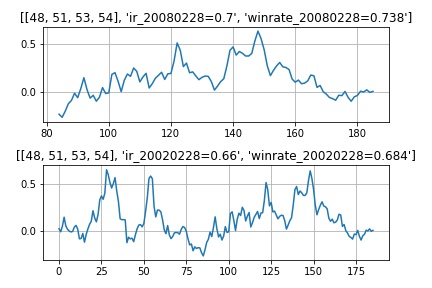 [[48, 51, 53, 54], 'ir_20080228=0.7', 'winrate_20080228=0.738']
0.5
0.0
80 100 120 140 160 180
[[48, 51, 53, 54], 'ir_20020228=0.66', 'winrate_20020228=0.684']
0.5
0.0
0 25 50 75 100 125 150 175